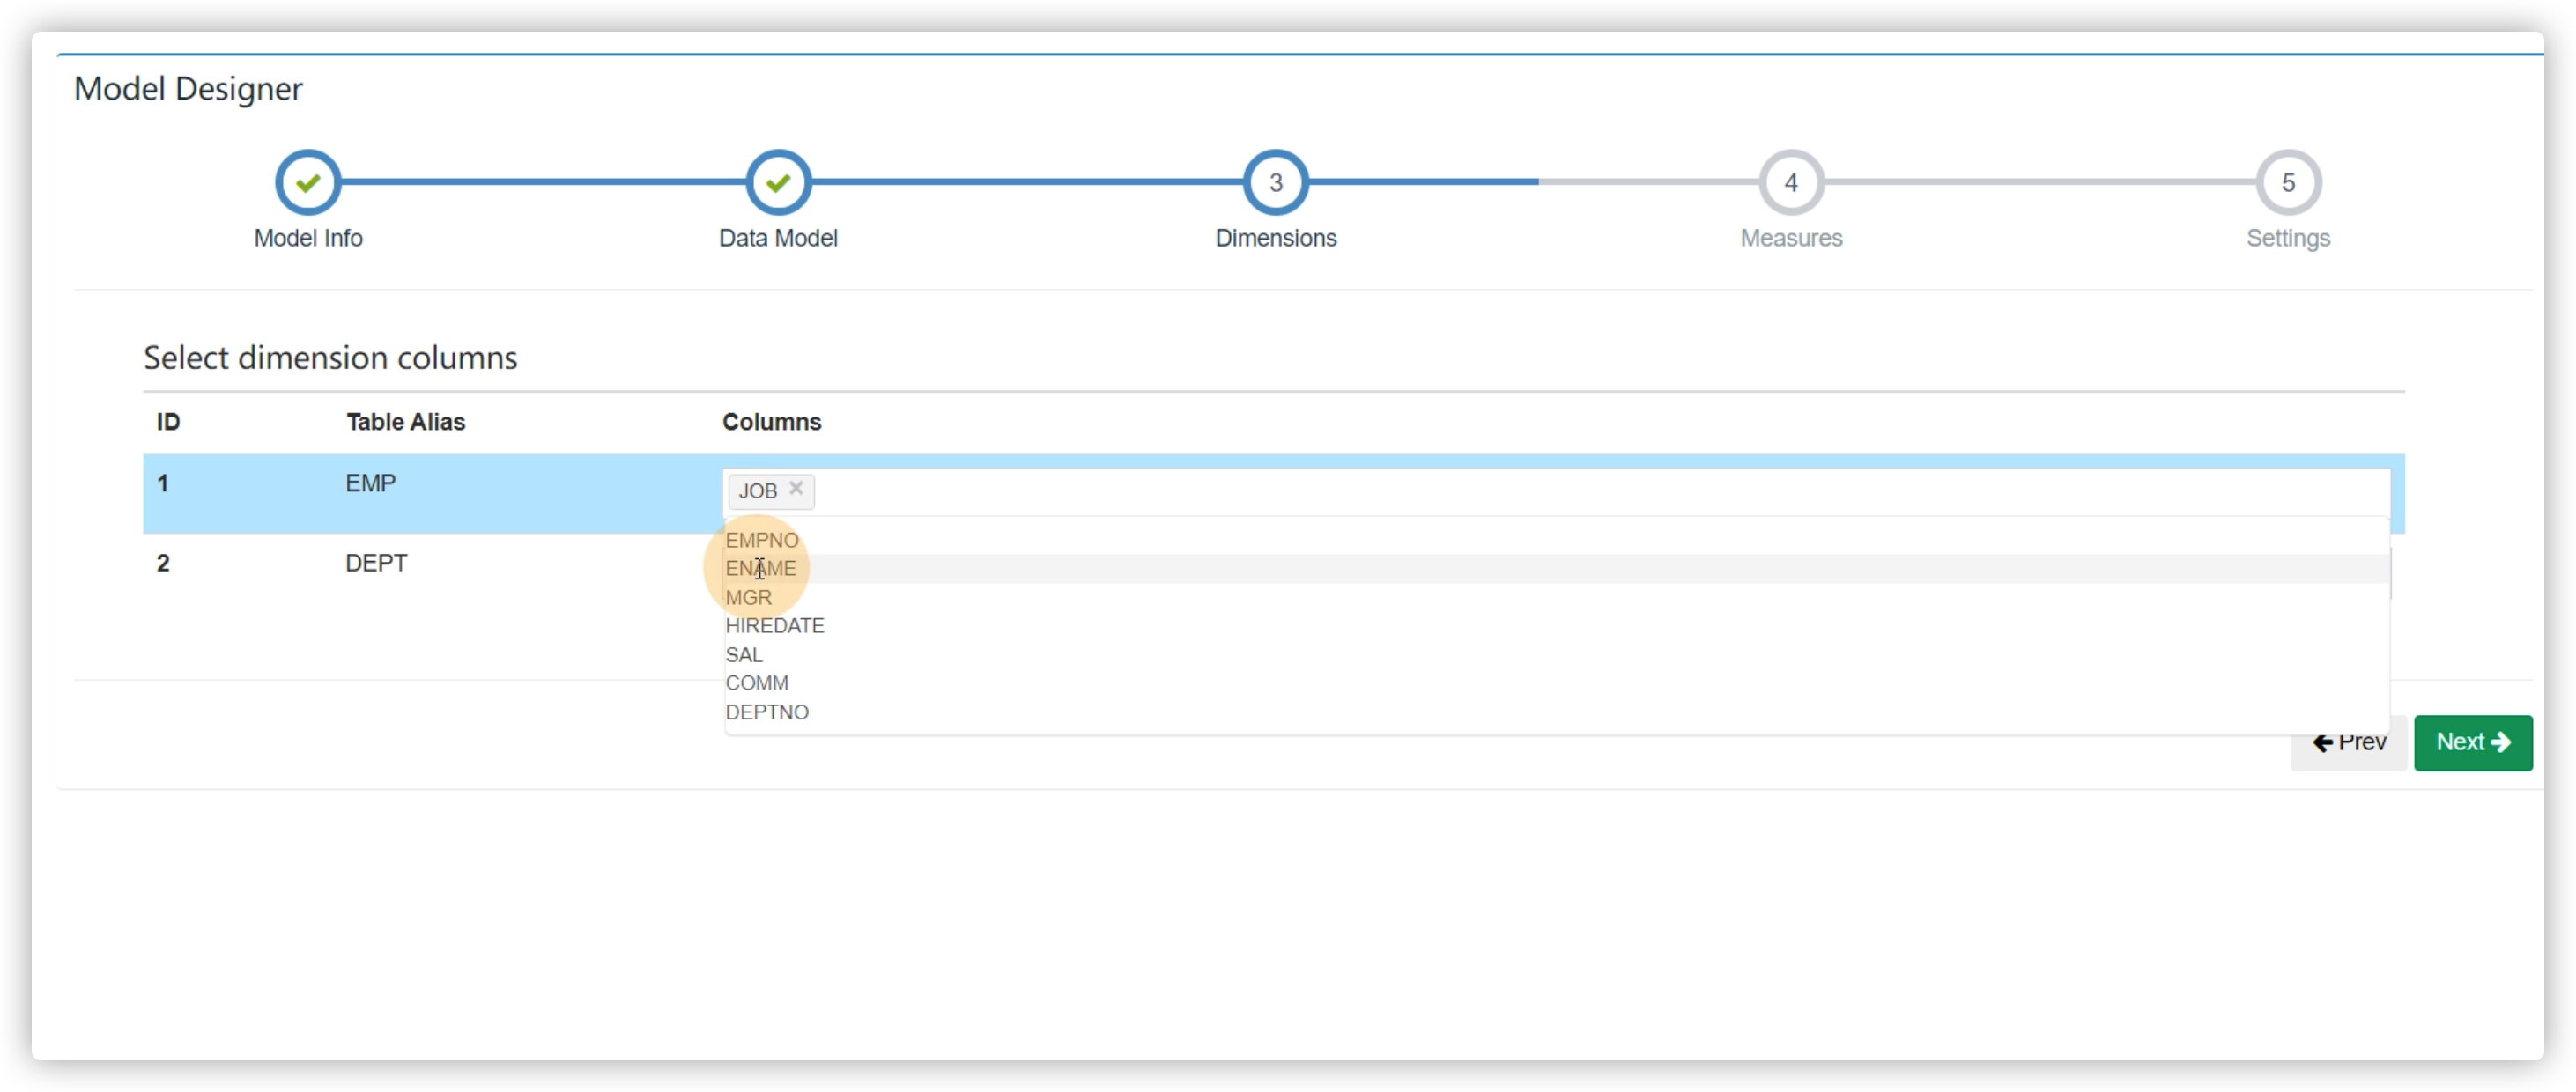 Model Designer
3 4 5
Model Info Data Model Dimensions Measures Settings
Select dimension columns
ID Table Alias Columns
1 EMP JOB ×
EMPNO
2 DEPT ENAME
MGR
HIREDATE
SAL
COMM
DEPTNO
Prev Next